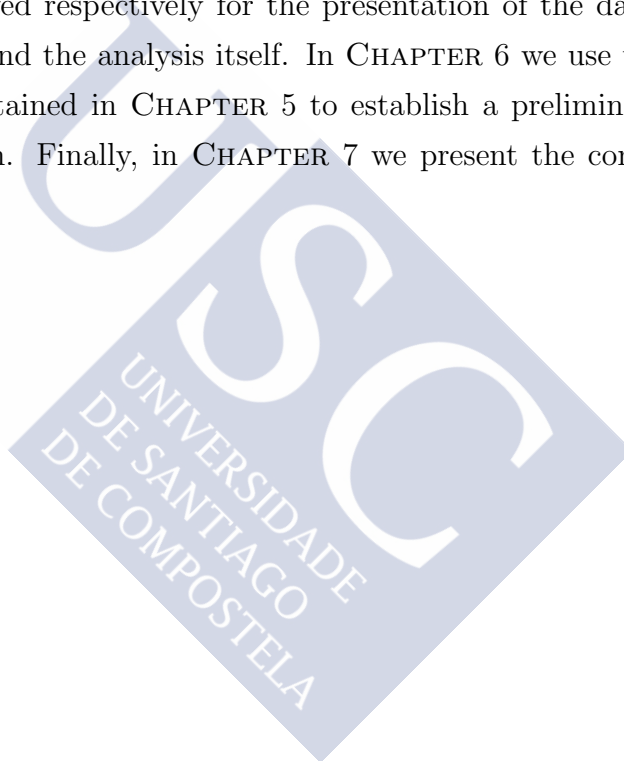 ved respectively for the presentation of the da
nd the analysis itself. In CHAPTER 6 we use
tained in CHAPTER 5 to establish a prelimin
Finally, in CHAPTER 7 we present the con
USC
UNIVERSIDADE
DE SANTIAGO
DE COMPOSTELA